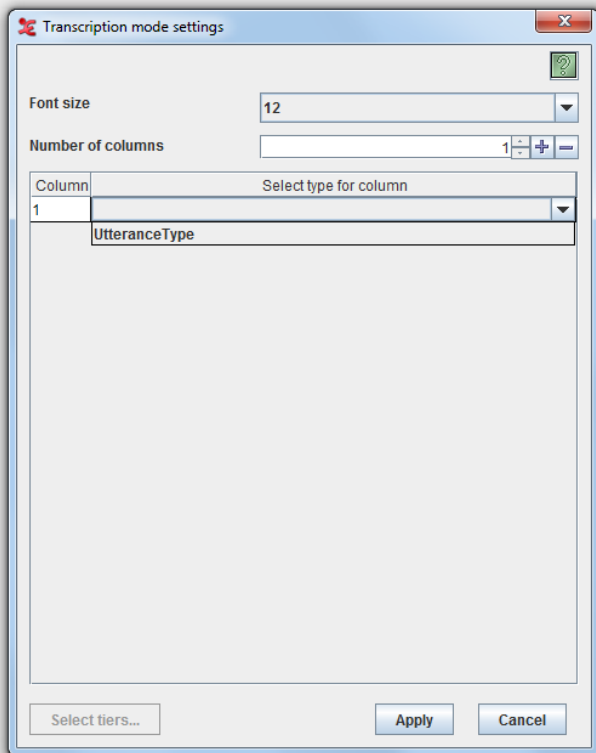 Transcription mode settings
Font size
12
Number of columns
1
Column
Select type for column
1
UtteranceType
Select tiers...
Apply
Cancel